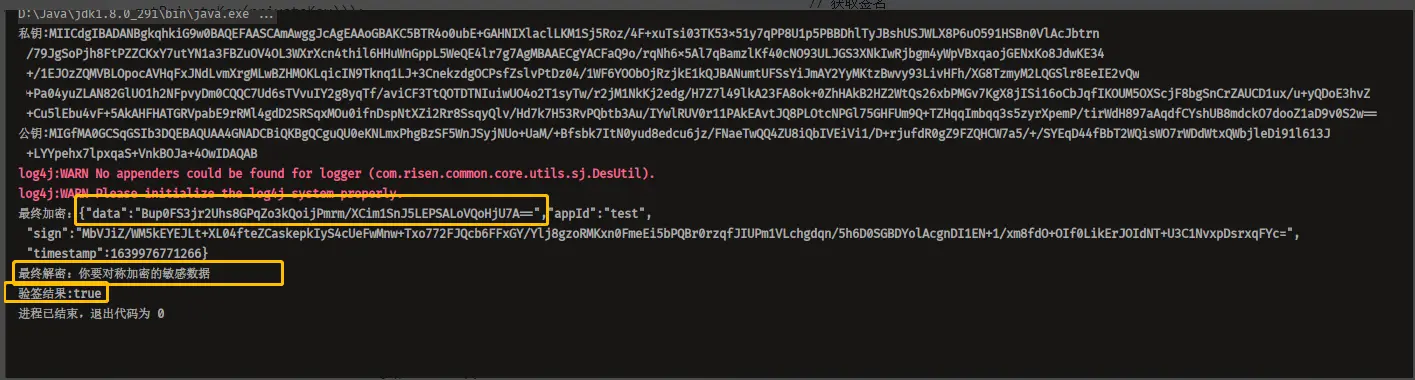 // 获取签名
D:\Java\jdk1.8.0_291\bin\java.exe ...
私钥:MIICdgIBADANBgkqhkiG9w0BAQEFAASCAmAwggJcAgEAAoGBAKC5BTR4o0ubE+GAHNIXlaclLKM1Sj5Roz/4F+xuTsi03TK53×51y7qPP8U1p5PBBDhlTyJBshUSJWLX8P6uO591HSBn0VlAcJbtrn
/79JgSoPjh8FtPZZCKxY7utYN1a3FBZuOV4OL3WXrXcn4thil6HHuWnGppL5WeQE4lr7g7AgMBAAECgYACFaQ9o/rqNh6×5Al7qBamzlKf40cNO93ULJGS3XNkIwRjbgm4yWpVBxqaojGENxKo8JdwKE34
+/1EJOzZQMVBLOpocAVHqFxJNdLvmXrgMLwBZHMOKLqicIN9Tknq1LJ+3CnekzdgOCPsfZslvPtDz04/1WF6YOObOjRzjkE1kQJBANumtUFSsYiJmAY2YyMKtzBwvy93LivHFh/XG8TzmyM2LQGSlr8EeIE2vQw
+Pa04yuZLAN82GlUO1h2NFpvyDm0CQQC7Ud6sTVvuIY2g8yqTf/aviCF3TtQOTDTNIuiwUO4o2T1syTw/r2jM1NkKj2edg/H7Z7l49lkA23FA8ok+0ZhHAkB2HZ2WtQs26xbPMGv7KgX8jISi16oCbJqfIKOUM5OXScjF8bgSnCrZAUCD1ux/u+yQDoE3hvZ
+Cu5lEbu4vF+5AkAHFHATGRVpabE9rRMl4gdD2SRSqxMOu0ifnDspNtXZi2Rr8SsqyQlv/Hd7k7H53RvPQbtb3Au/IYwlRUV0r11PAkEAvtJQ8PLOtcNPGl75GHFUm9Q+TZHqqImbqq3s5zyrXpemP/tirWdH897aAqdfCYshUB8mdckO7dooZ1aD9v0S2w==
公钥:MIGfMA0GCSqGSIb3DQEBAQUAA4GNADCBiQKBgQCguQU0eKNLmxPhgBzSF5WnJSyjNUo+UaM/+Bfsbk7ItN0yud8edcu6jz/FNaeTwQQ4ZU8iQbIVEiVi1/D+rjufdR0gZ9FZQHCW7a5/+/SYEqD44fBbT2WQisWO7rWDdWtxQWbjleDi91l613J
+LYYpehx7lpxqaS+VnkBOJa+4OwIDAQAB
log4j:WARN No appenders could be found for logger (com.risen.common.core.utils.sj.DesUtil).
log4j:WARN Please initialize the log4j system properly.
最终加密：{"data":"Bup0FS3jr2Uhs8GPqZo3kQoijPmrm/XCim1SnJ5LEPSALoVQoHjU7A==","appId":"test",
"sign":"MbVJiZ/WM5kEYEJLt+XL04fteZCaskepkIyS4cUeFwMnw+Txo772FJQcb6FFxGY/Ylj8gzoRMKxn0FmeEi5bPQBr0rzqfJIUPm1VLchgdqn/5h6D0SGBDYolAcgnDI1EN+1/xm8fdO+OIf0LikErJOIdNT+U3C1NvxpDsrxqFYc=",
"timestamp":1639976771266}
最终解密：你要对称加密的敏感数据
验签结果:true
进程已结束，退出代码为 0